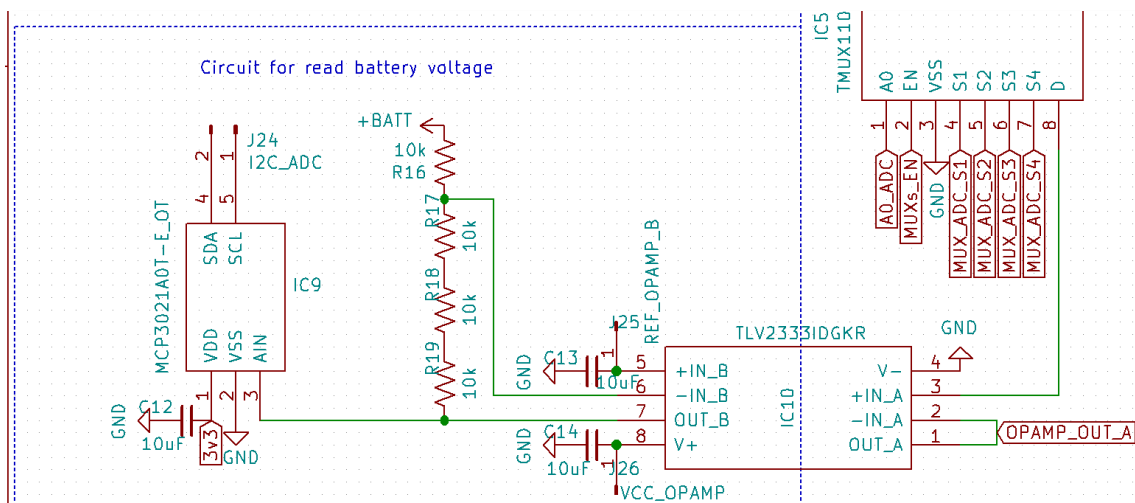 Circuit for read battery voltage
IC5
TMUX110
A0
EN
VSS
S1
S2
S3
S4
D
1
2
3
4
5
6
7
8
A0_ADC
MUXs_EN
GND
MUX_ADC_S1
MUX_ADC_S2
MUX_ADC_S3
MUX_ADC_S4
J24
I2C_ADC
2
1
4
5
SDA
SCL
MCP3021A0T-E_OT
IC9
VDD
VSS
AIN
1
2
3
C12
10uF
GND
3v3
GND
+BATT
10k
R16
R17
10k
R18
10k
R19
10k
J25
REF_OPAMP_B
1
C13
10uF
GND
C14
10uF
GND
J26
1
VCC_OPAMP
TLV2333IDGKR
IC10
5
+IN_B
6
-IN_B
7
OUT_B
8
V+
V-
4
+IN_A
3
-IN_A
2
OUT_A
1
GND
OPAMP_OUT_A